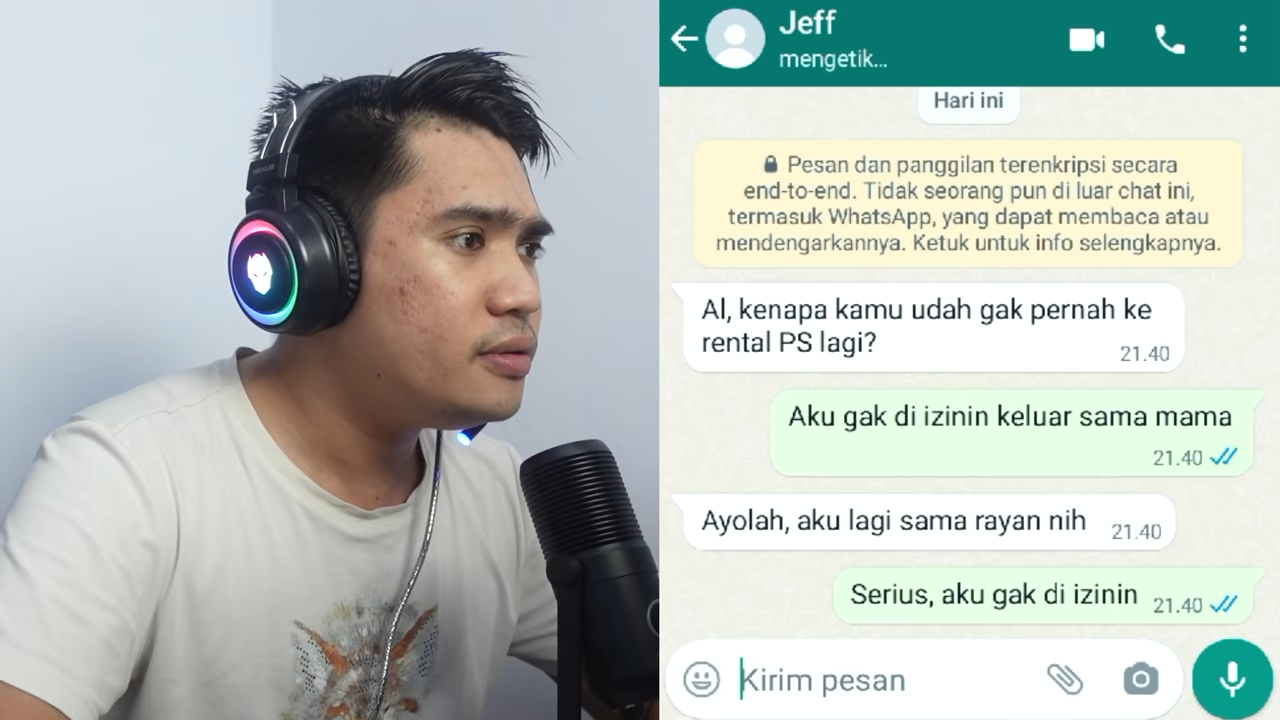 Jeff
mengetik...
Hari ini
Pesan dan panggilan terenkripsi secara
end-to-end. Tidak seorang pun di luar chat ini,
termasuk WhatsApp, yang dapat membaca atau
mendengarkannya. Ketuk untuk info selengkapnya.
Al, kenapa kamu udah gak pernah ke
rental PS lagi?
21.40
Aku gak di izinin keluar sama mama
21.40
Ayolah, aku lagi sama rayan nih
21.40
Serius, aku gak di izinin
21.40
Kirim pesan